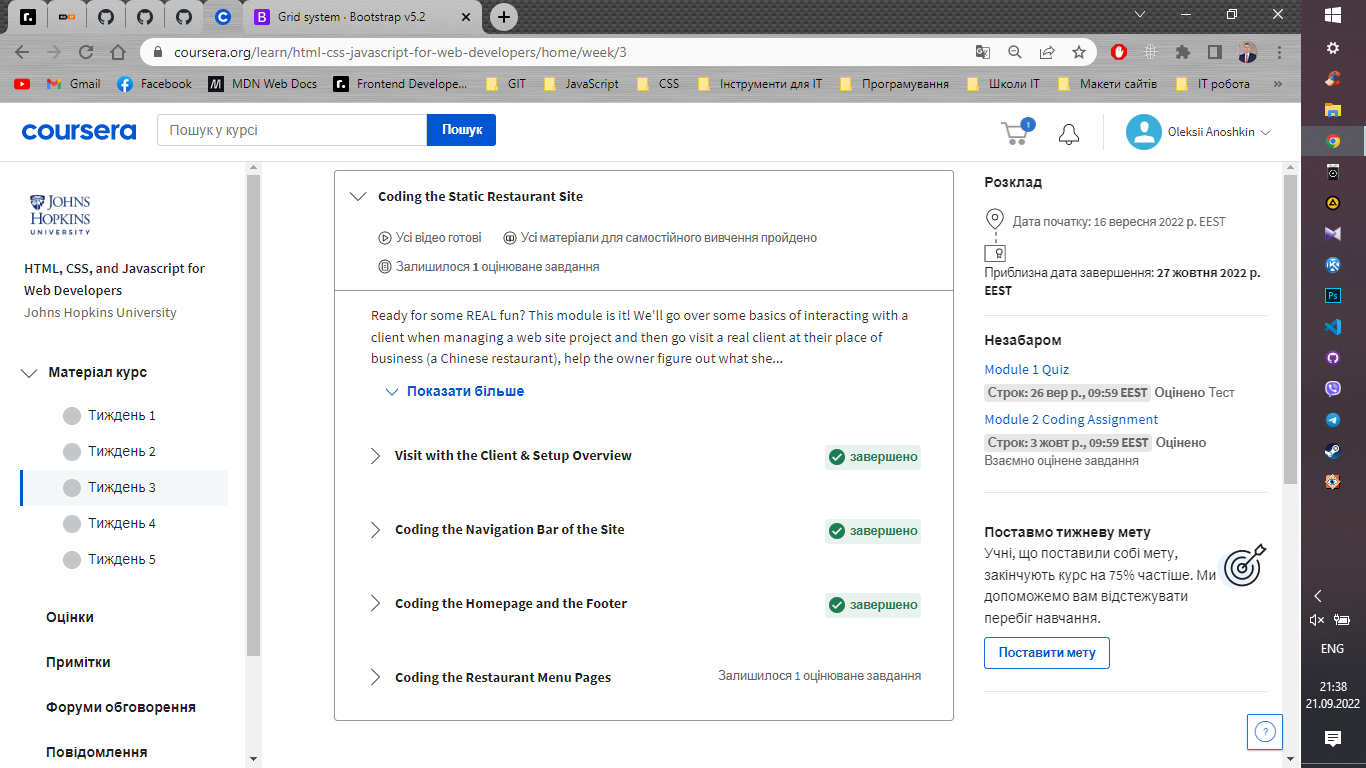 Grid system · Bootstrap v5.2
coursera.org/learn/html-css-javascript-for-web-developers/home/week/3
Gmail
Facebook
MDN Web Docs
Frontend Develope...
GIT
JavaScript
CSS
Інструменти для ІТ
Програмування
Школи ІТ
Макети сайтів
ІТ робота
»
coursera
Пошук у курсі
Пошук
1
Oleksii Anoshkin
JOHNS
HOPKINS
UNIVERSITY
HTML, CSS, and Javascript for
Web Developers
Johns Hopkins University
Матеріал курс
Тиждень 1
Тиждень 2
Тиждень 3
Тиждень 4
Тиждень 5
Оцінки
Примітки
Форуми обговорення
Повідомлення
Coding the Static Restaurant Site
Усі відео готові
Усі матеріали для самостійного вивчення пройдено
Залишилося 1 оцінюване завдання
Ready for some REAL fun? This module is it! We'll go over some basics of interacting with a
client when managing a web site project and then go visit a real client at their place of
business (a Chinese restaurant), help the owner figure out what she...
Показати більше
Visit with the Client & Setup Overview
завершено
Coding the Navigation Bar of the Site
завершено
Coding the Homepage and the Footer
завершено
Coding the Restaurant Menu Pages
Залишилося 1 оцінюване завдання
Розклад
Дата початку: 16 вересня 2022 р. EEST
Приблизна дата завершення: 27 жовтня 2022 р.
EEST
Незабаром
Module 1 Quiz
Строк: 26 вер р., 09:59 EEST Оцінено Тест
Module 2 Coding Assignment
Строк: 3 жовт р., 09:59 EEST Оцінено
Взаємно оцінене завдання
Поставмо тижневу мету
Учні, що поставили собі мету,
закінчують курс на 75% частіше. Ми
допоможемо вам відстежувати
перебіг навчання.
Поставити мету
?
Ps
ENG
21:38
21.09.2022